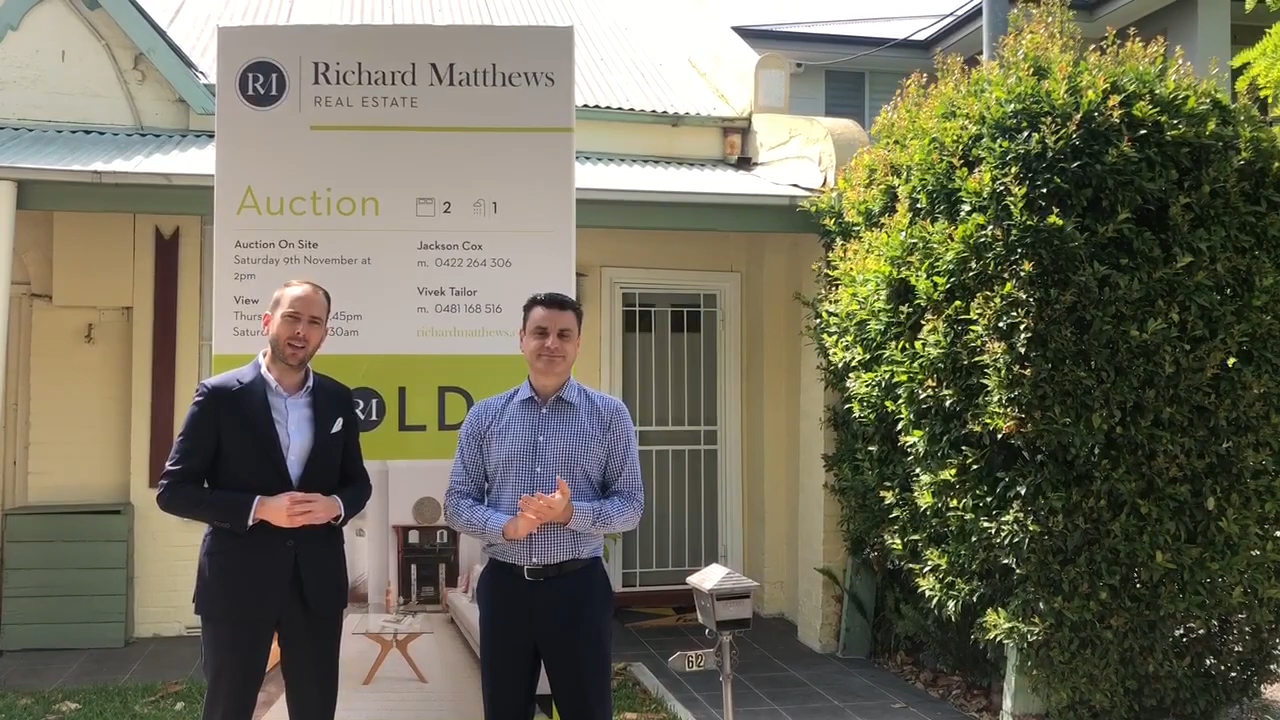 RM
Richard Matthews
REAL ESTATE
Auction
2
1
Auction On Site
Saturday 9th November at
2pm
View
Jackson Cox
m. 0422 264 306
Vivek Tailor
m. 0481 168 516
RM
LD
62